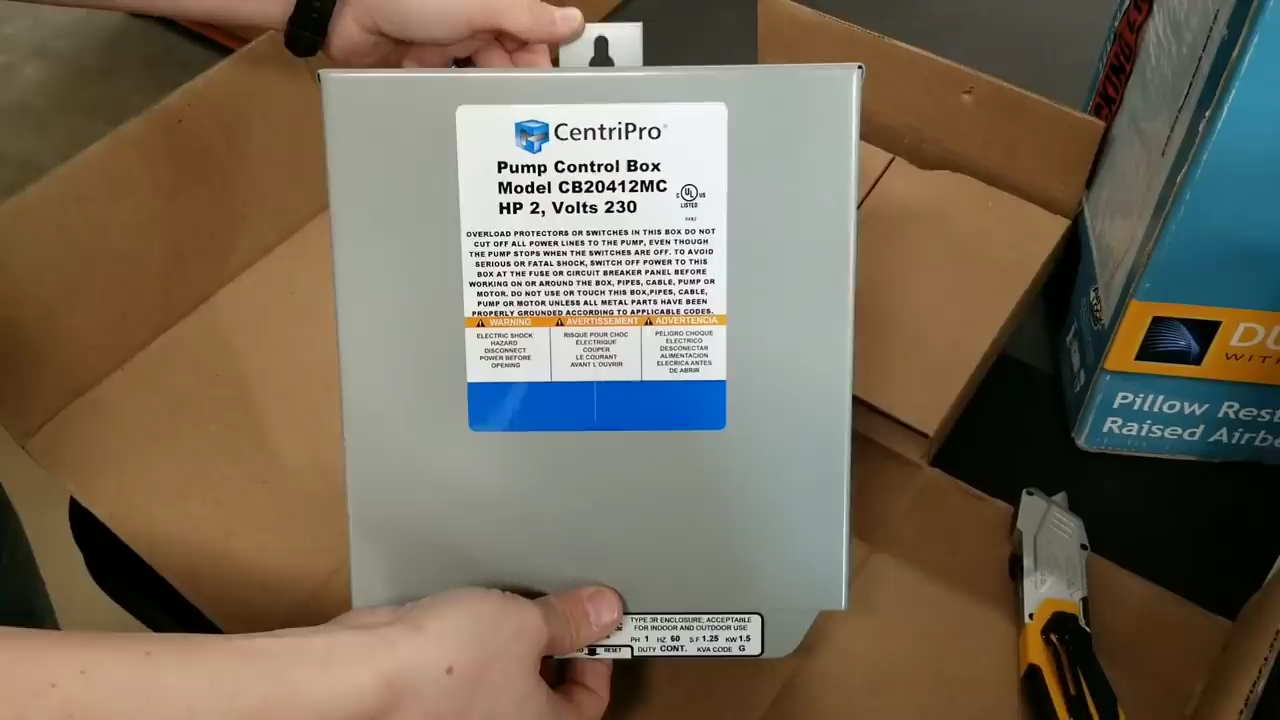 CentriPro®
Pump Control Box
Model CB20412MC
HP 2, Volts 230
C UL US
LISTED
OVERLOAD PROTECTORS OR SWITCHES IN THIS BOX DO NOT
CUT OFF ALL POWER LINES TO THE PUMP, EVEN THOUGH
THE PUMP STOPS WHEN THE SWITCHES ARE OFF. TO AVOID
SERIOUS OR FATAL SHOCK, SWITCH OFF POWER TO THIS
BOX AT THE FUSE OR CIRCUIT BREAKER PANEL BEFORE
WORKING ON OR AROUND THE BOX, PIPES, CABLE, PUMP OR
MOTOR. DO NOT USE OR TOUCH THIS BOX,PIPES, CABLE,
PUMP OR MOTOR UNLESS ALL METAL PARTS HAVE BEEN
PROPERLY GROUNDED ACCORDING TO APPLICABLE CODES.
WARNING
ELECTRIC SHOCK
HAZARD
DISCONNECT
POWER BEFORE
OPENING
AVERTISSEMENT
RISQUE POUR CHOC
ÉLECTRIQUE
COUPER
LE COURANT
AVANT L'OUVRIR
ADVERTENCIA
PELIGRO CHOQUE
ELECTRICO
DESCONECTAR
ALIMENTACION
ELECRICA ANTES
DE ABRIR
TYPE 3R ENCLOSURE; ACCEPTABLE
FOR INDOOR AND OUTDOOR USE
PH 1 HZ 60 S F 1.25 KW 1.5
RESET DUTY CONT. KVA CODE G
DU
WIT
Pillow Rest
Raised Airbe